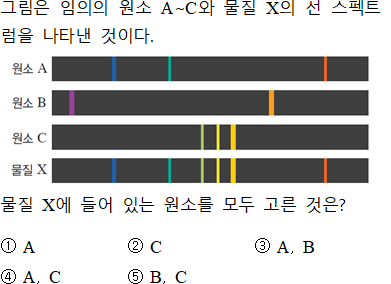 그림은 임의의 원소 A~C와 물질 X의 선 스펙트
럼을 나타낸 것이다.
원소 A
원소 B
원소 C
물질 X
물질 X에 들어 있는 원소를 모두 고른 것은?
① A ② C ③ A, B
④ A, C ⑤ B, C